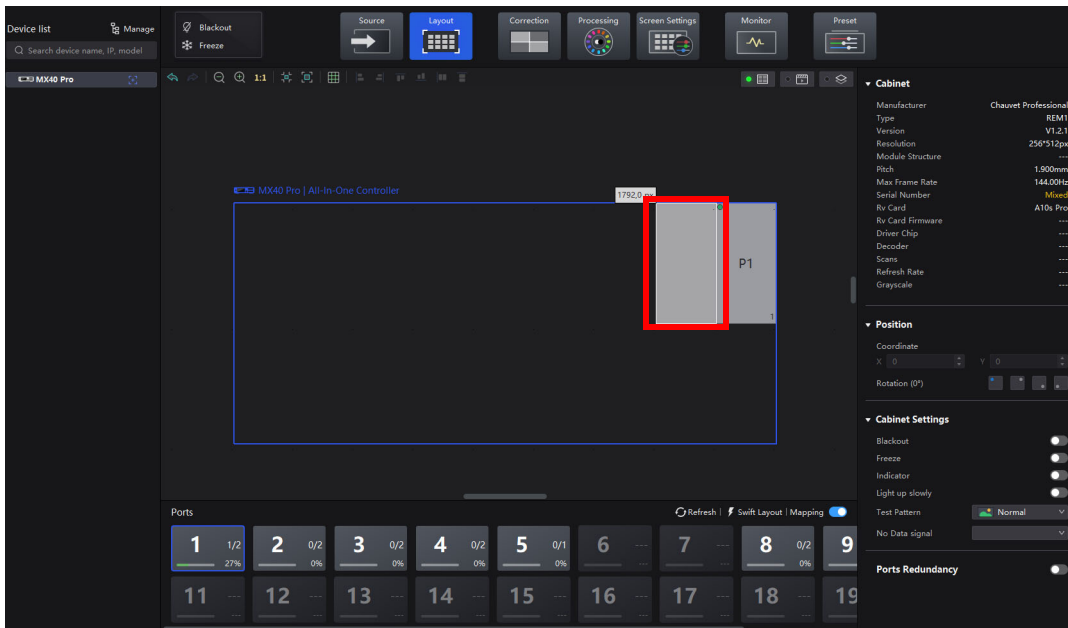 Device list Manage
Search device name, IP, model
MX40 Pro
Blackout
Freeze
Source
Layout
Correction
Processing
Screen Settings
Monitor
Preset
1:1
MX40 Pro | All-In-One Controller
1792,0 px
P1
1
Cabinet
Manufacturer Chauvet Professional
Type REM1
Version V1.2.1
Resolution 256*512px
Module Structure ---
Pitch 1.900mm
Max Frame Rate 144.00Hz
Serial Number Mixed
Rv Card A10s Pro
Rv Card Firmware ---
Driver Chip ---
Decoder ---
Scans ---
Refresh Rate ---
Grayscale ---
Position
Coordinate
X 0 Y 0
Rotation (0°)
Cabinet Settings
Blackout
Freeze
Indicator
Light up slowly
Test Pattern Normal
No Data signal
Ports Redundancy
Ports Refresh | Swift Layout | Mapping
1 1/2 27%
2 0/2 0%
3 0/2 0%
4 0/2 0%
5 0/1 0%
6 --- ---
7 --- ---
8 0/2 0%
9
11 --- ---
12 --- ---
13 --- ---
14 --- ---
15 --- ---
16 --- ---
17 --- ---
18 --- ---
19